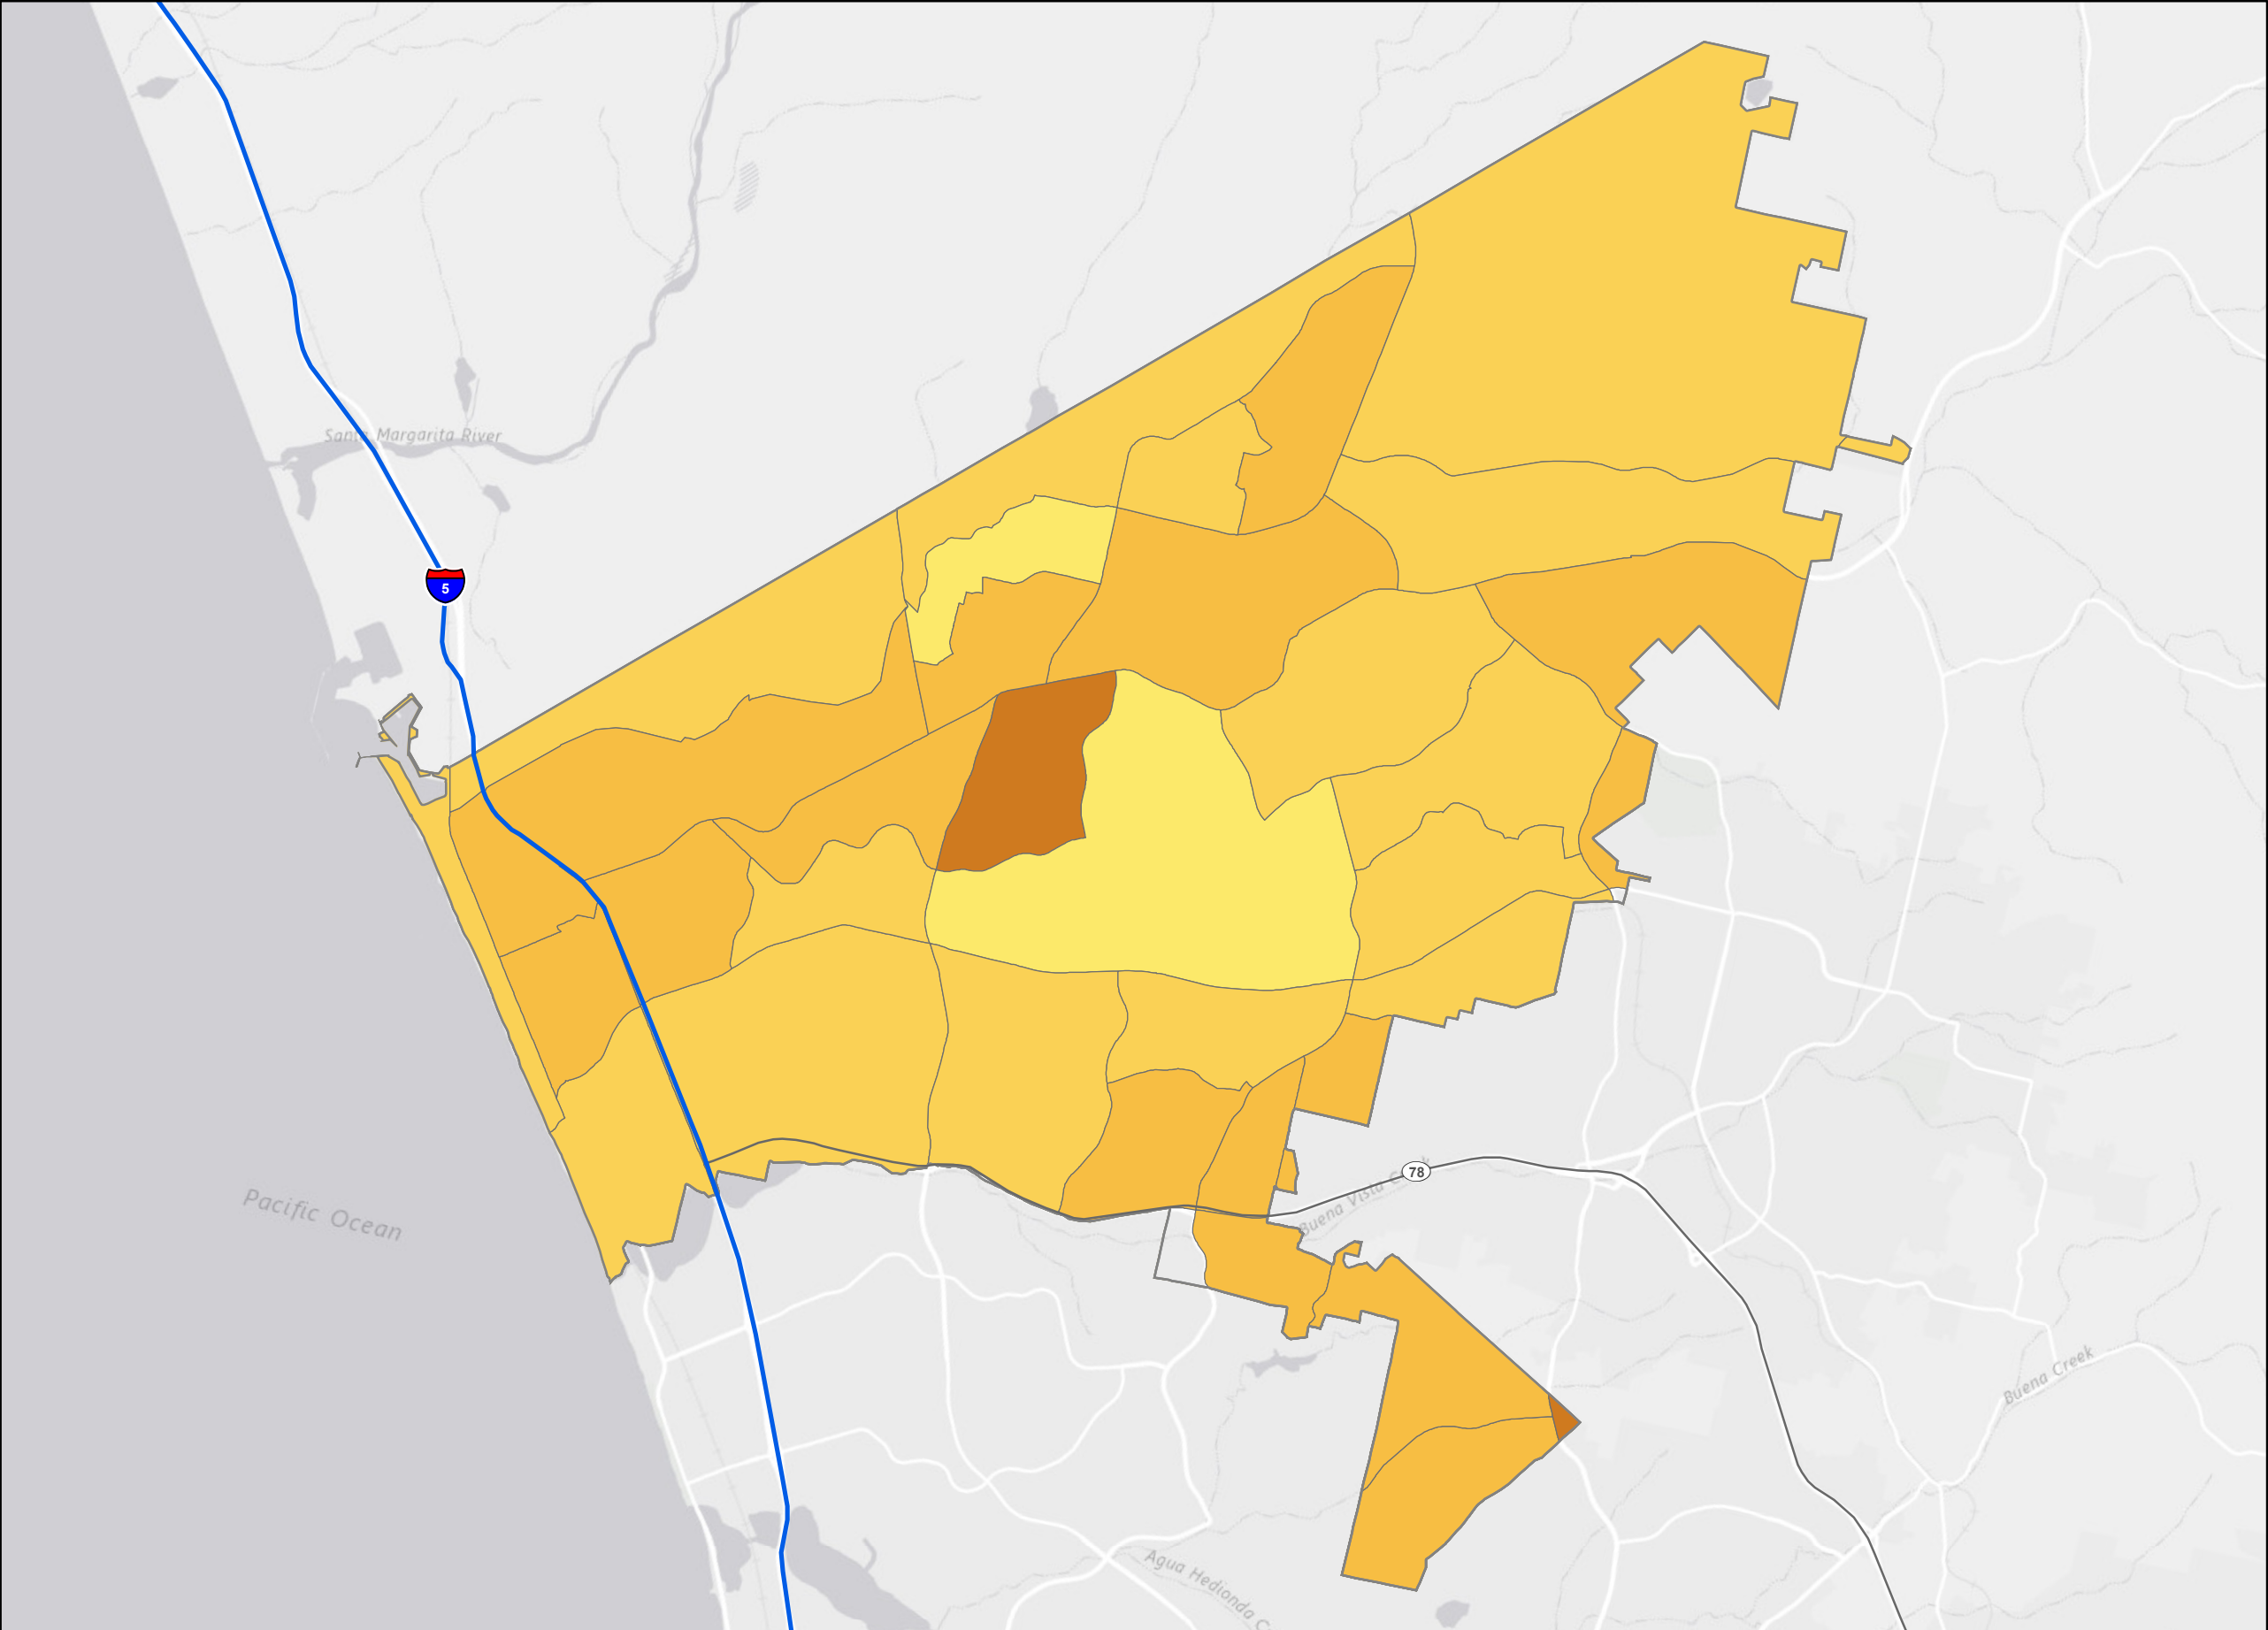 Santa Margarita River
5
Pacific Ocean
78
Buena Vista C
Buena Creek
Agua Hedionda C